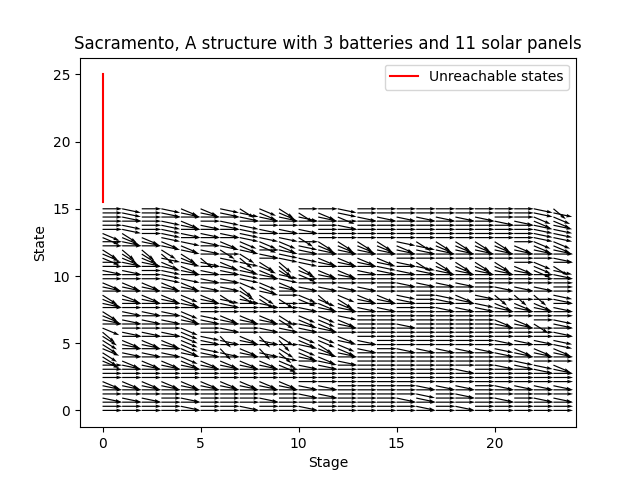 Sacramento, A structure with 3 batteries and 11 solar panels
Unreachable states
25
20
15
10
5
0
State
0 5 10 15 20
Stage